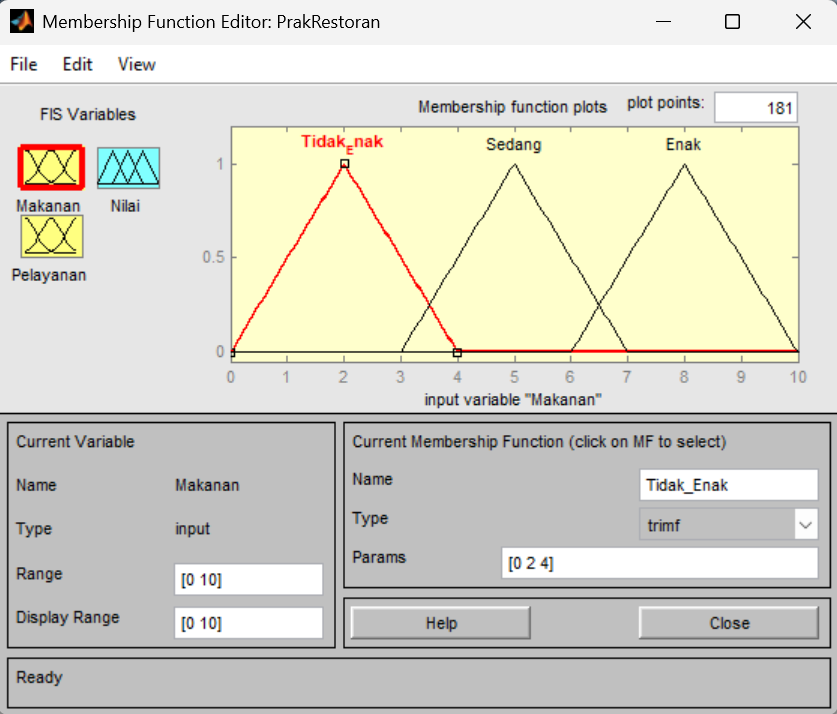 Membership Function Editor: PrakRestoran
File Edit View
FIS Variables
Makanan
Nilai
Pelayanan
Membership function plots
plot points:
181
Tidak_Enak
Sedang
Enak
1
0.5
0
0 1 2 3 4 5 6 7 8 9 10
input variable "Makanan"
Current Variable
Name Makanan
Type input
Range [0 10]
Display Range [0 10]
Current Membership Function (click on MF to select)
Name Tidak_Enak
Type trimf
Params [0 2 4]
Help
Close
Ready